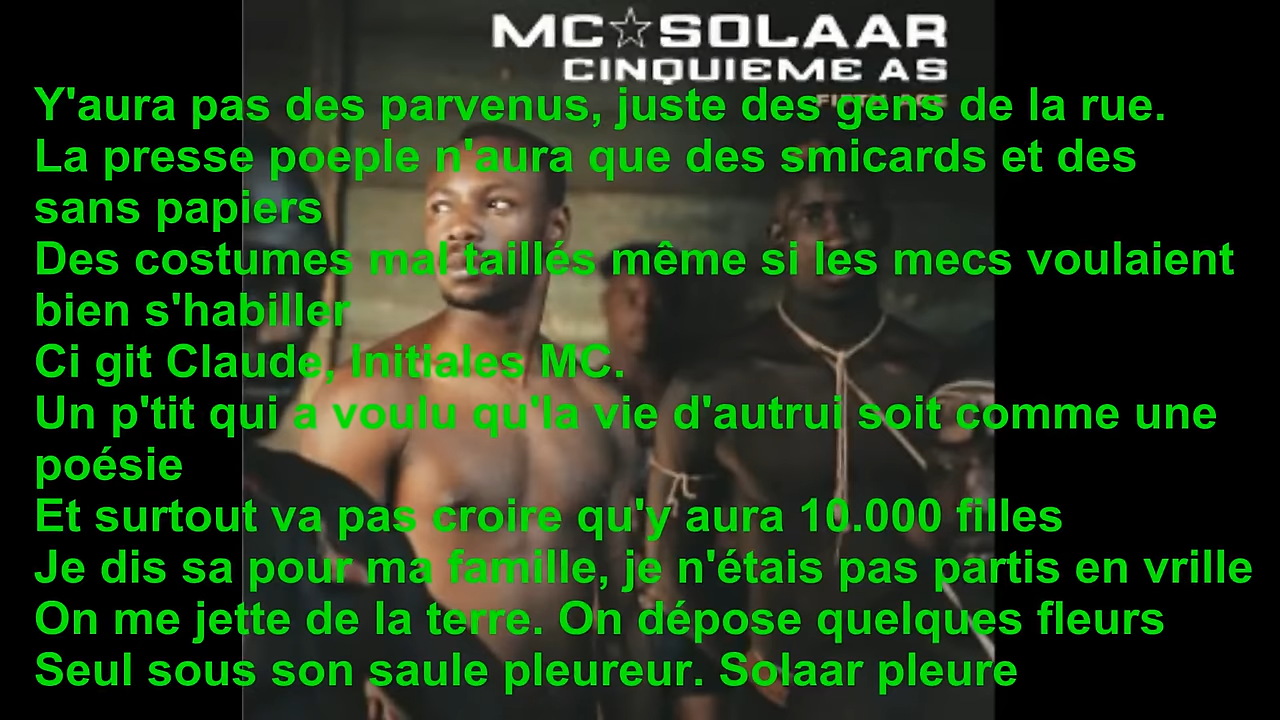 MC☆SOLAAR
CINQUIEME AS
FIFTH ACE
Y'aura pas des parvenus, juste des gens de la rue.
La presse poeple n'aura que des smicards et des
sans papiers
Des costumes mal taillés même si les mecs voulaient
bien s'habiller
Ci git Claude, Initiales MC.
Un p'tit qui a voulu qu'la vie d'autrui soit comme une
poésie
Et surtout va pas croire qu'y aura 10.000 filles
Je dis sa pour ma famille, je n'étais pas partis en vrille
On me jette de la terre. On dépose quelques fleurs
Seul sous son saule pleureur. Solaar pleure